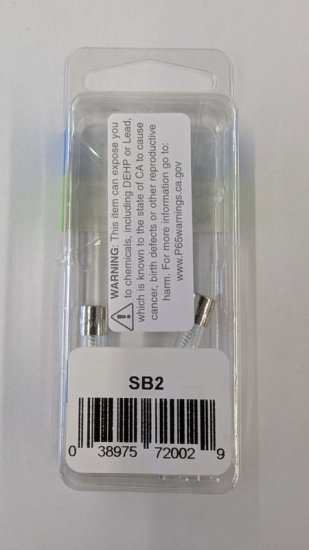 WARNING: This item can expose you
to chemicals, including DEHP or Lead,
which is known to the state of CA to cause
cancer, birth defects or other reproductive
harm. For more information go to:
www.P65warnings.ca.gov
SB2
0 38975 72002 9